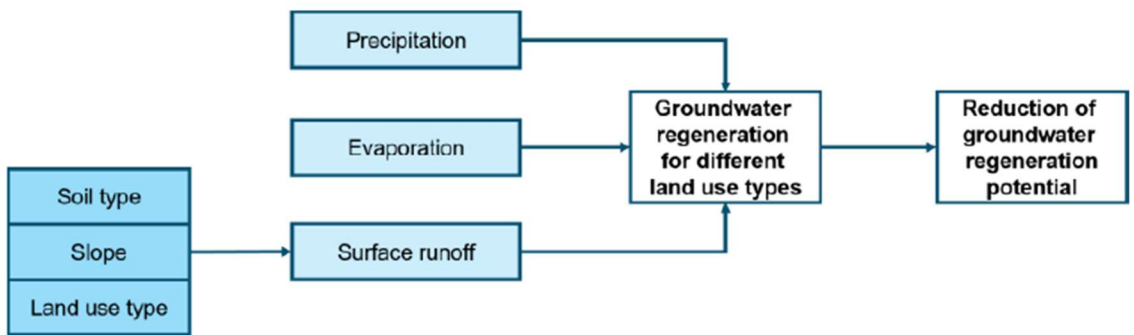 Precipitation
Evaporation
Soil type
Slope
Land use type
Surface runoff
Groundwater
regeneration
for different
land use types
Reduction of
groundwater
regeneration
potential